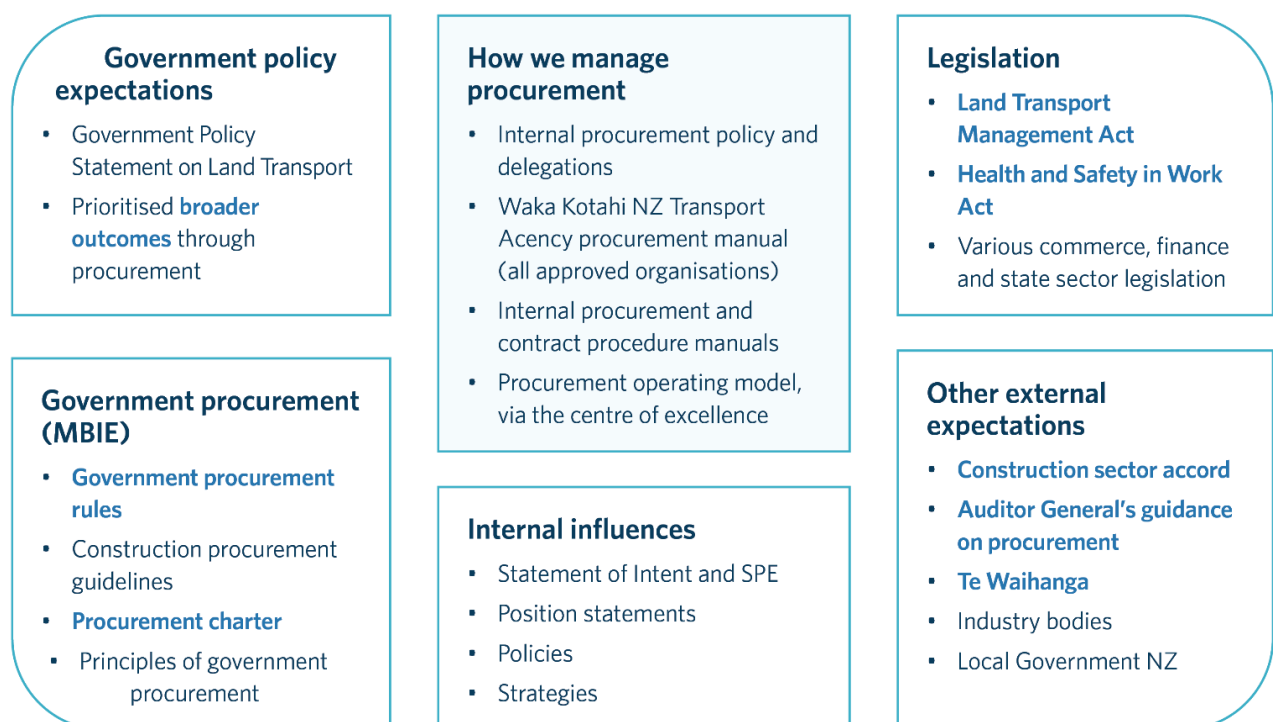 Government policy
expectations
• Government Policy
Statement on Land Transport
• Prioritised broader
outcomes through
procurement
Government procurement
(MBIE)
• Government procurement
rules
• Construction procurement
guidelines
• Procurement charter
• Principles of government
procurement
How we manage
procurement
• Internal procurement policy and
delegations
• Waka Kotahi NZ Transport
Acency procurement manual
(all approved organisations)
• Internal procurement and
contract procedure manuals
• Procurement operating model,
via the centre of excellence
Internal influences
• Statement of Intent and SPE
• Position statements
• Policies
• Strategies
Legislation
• Land Transport
Management Act
• Health and Safety in Work
Act
• Various commerce, finance
and state sector legislation
Other external
expectations
• Construction sector accord
• Auditor General’s guidance
on procurement
• Te Waihanga
• Industry bodies
• Local Government NZ